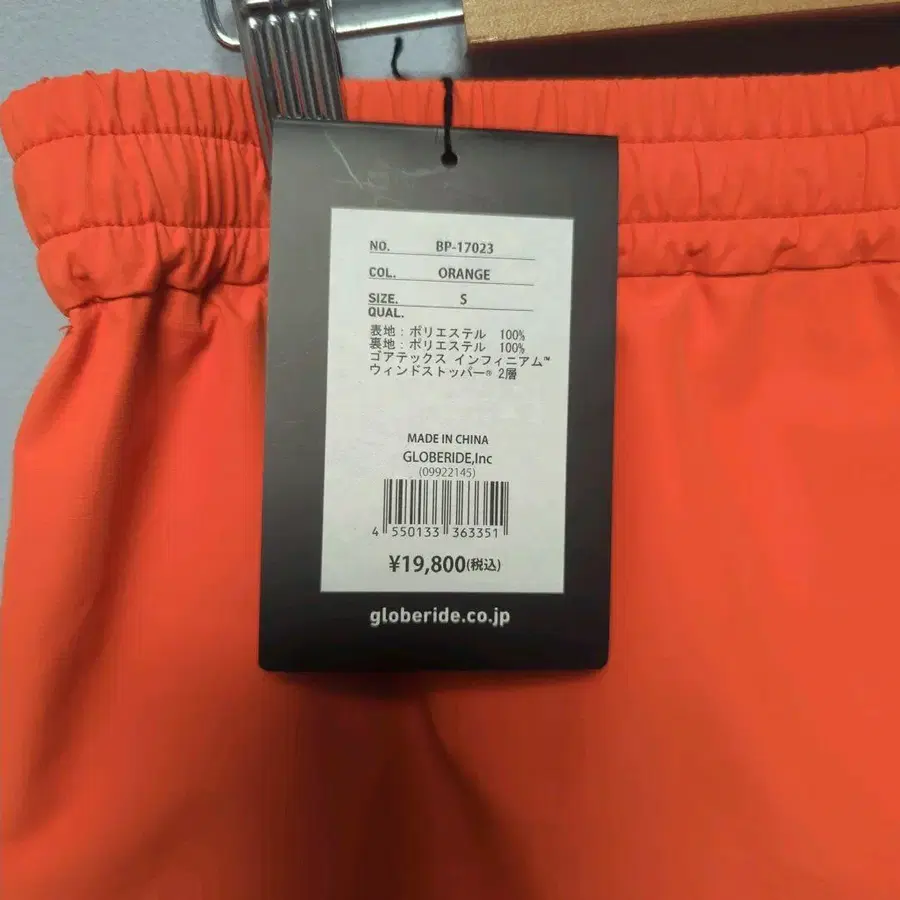 NO. BP-17023
COL. ORANGE
SIZE. S
QUAL.
表地：ポリエステル 100%
裏地：ポリエステル 100%
ゴアテックス インフィニアム™
ウィンドストッパー® 2層
MADE IN CHINA
GLOBERIDE,Inc
(09922145)
4 550133 363351
¥19,800(税込)
globeride.co.jp